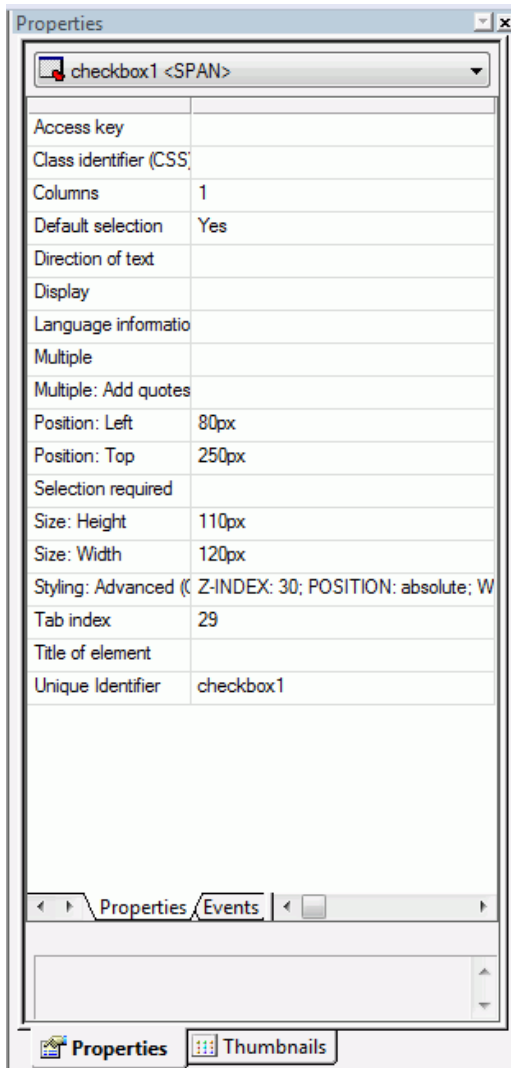 Properties
checkbox1 <SPAN>
Access key
Class identifier (CSS)
Columns 1
Default selection Yes
Direction of text
Display
Language informatio
Multiple
Multiple: Add quotes
Position: Left 80px
Position: Top 250px
Selection required
Size: Height 110px
Size: Width 120px
Styling: Advanced (C Z-INDEX: 30; POSITION: absolute; W
Tab index 29
Title of element
Unique Identifier checkbox1
Properties Events
Properties Thumbnails